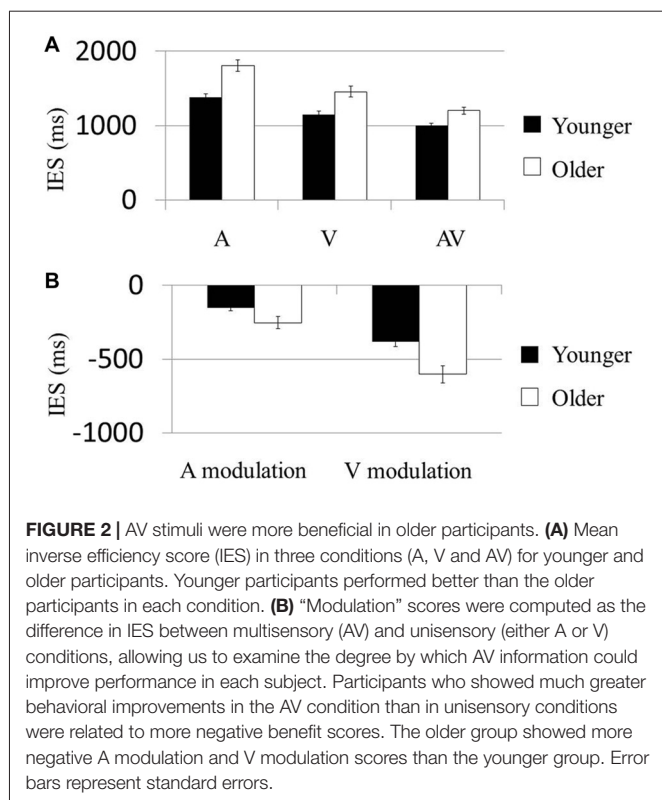 A
2000
1000
0
IES (ms)
A V AV
Younger
Older
B
0
-500
-1000
IES (ms)
A modulation V modulation
Younger
Older
FIGURE 2 | AV stimuli were more beneficial in older participants. (A) Mean
inverse efficiency score (IES) in three conditions (A, V and AV) for younger and
older participants. Younger participants performed better than the older
participants in each condition. (B) “Modulation” scores were computed as the
difference in IES between multisensory (AV) and unisensory (either A or V)
conditions, allowing us to examine the degree by which AV information could
improve performance in each subject. Participants who showed much greater
behavioral improvements in the AV condition than in unisensory conditions
were related to more negative benefit scores. The older group showed more
negative A modulation and V modulation scores than the younger group. Error
bars represent standard errors.